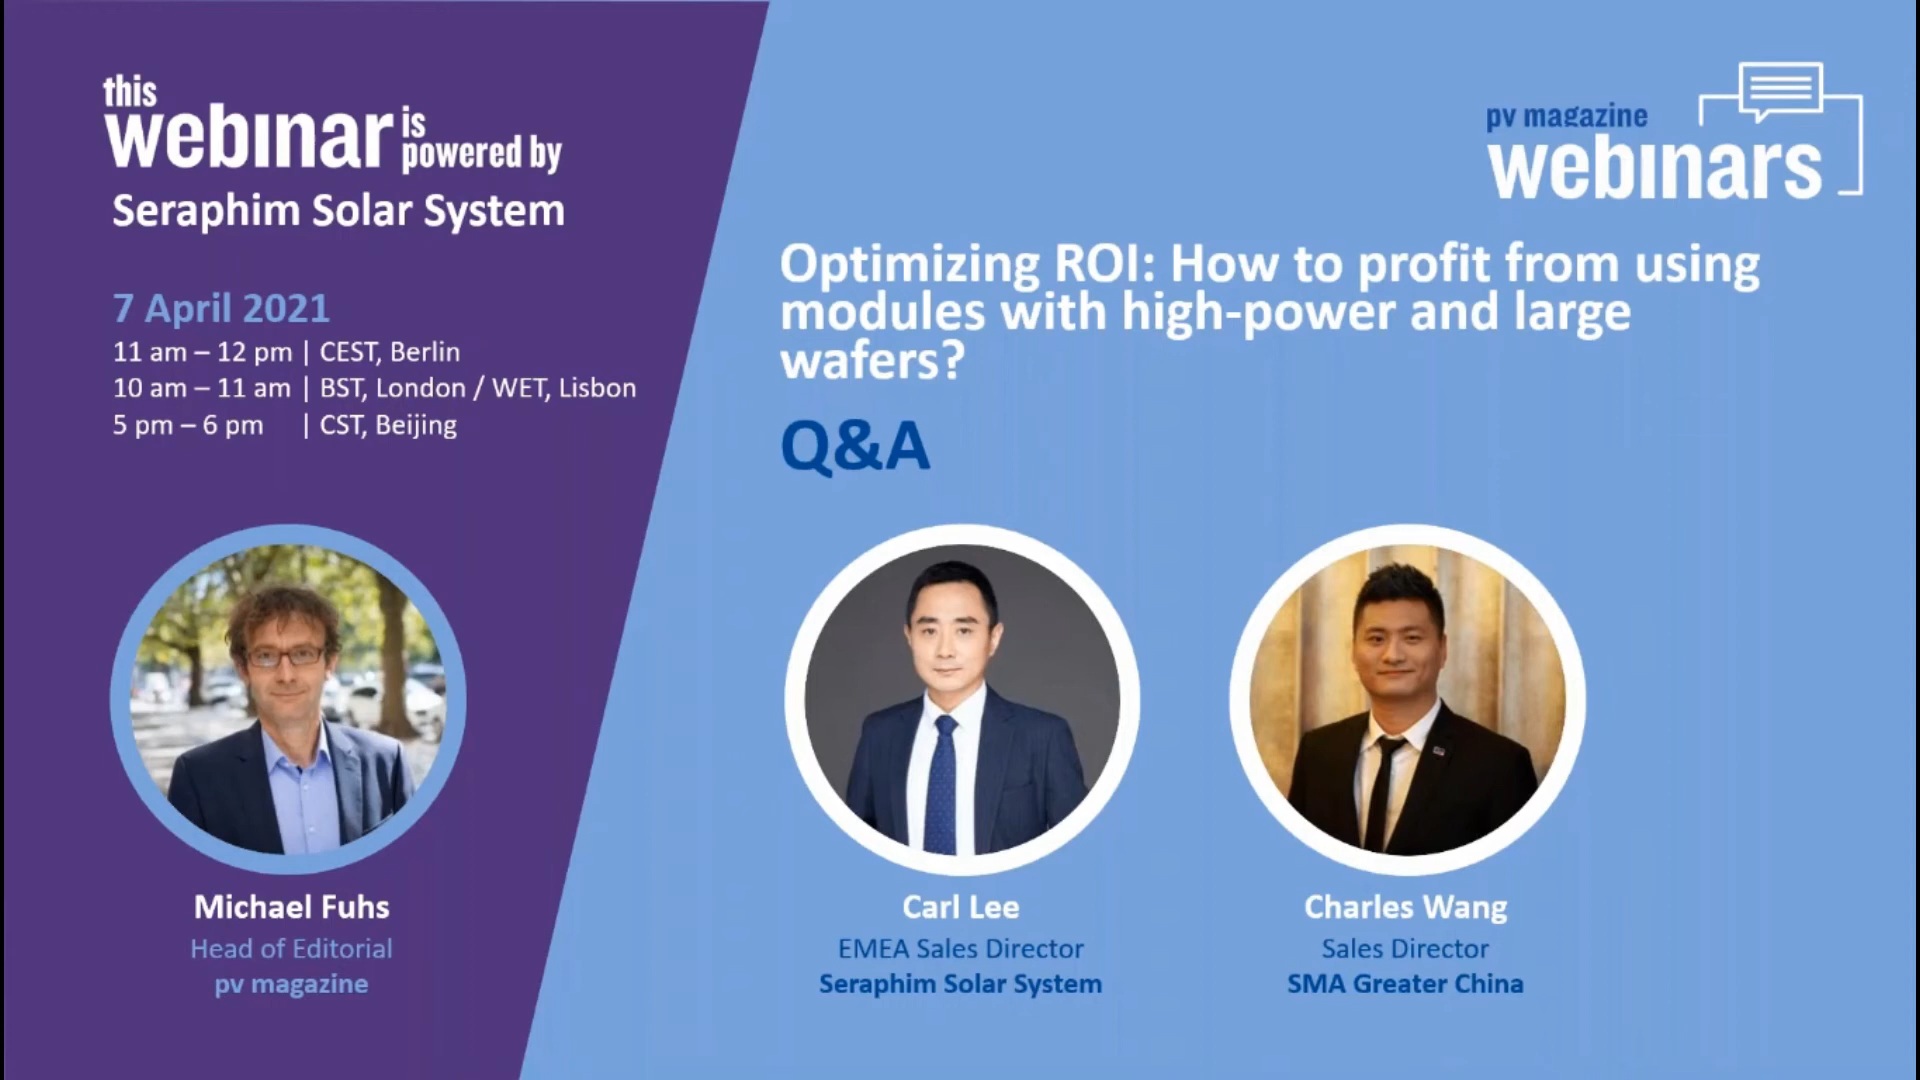 this
webinar is
powered by
Seraphim Solar System
7 April 2021
11 am – 12 pm | CEST, Berlin
10 am – 11 am | BST, London / WET, Lisbon
5 pm – 6 pm | CST, Beijing
pv magazine
webinars
Optimizing ROI: How to profit from using
modules with high-power and large
wafers?
Q&A
Michael Fuhs
Head of Editorial
pv magazine
Carl Lee
EMEA Sales Director
Seraphim Solar System
Charles Wang
Sales Director
SMA Greater China